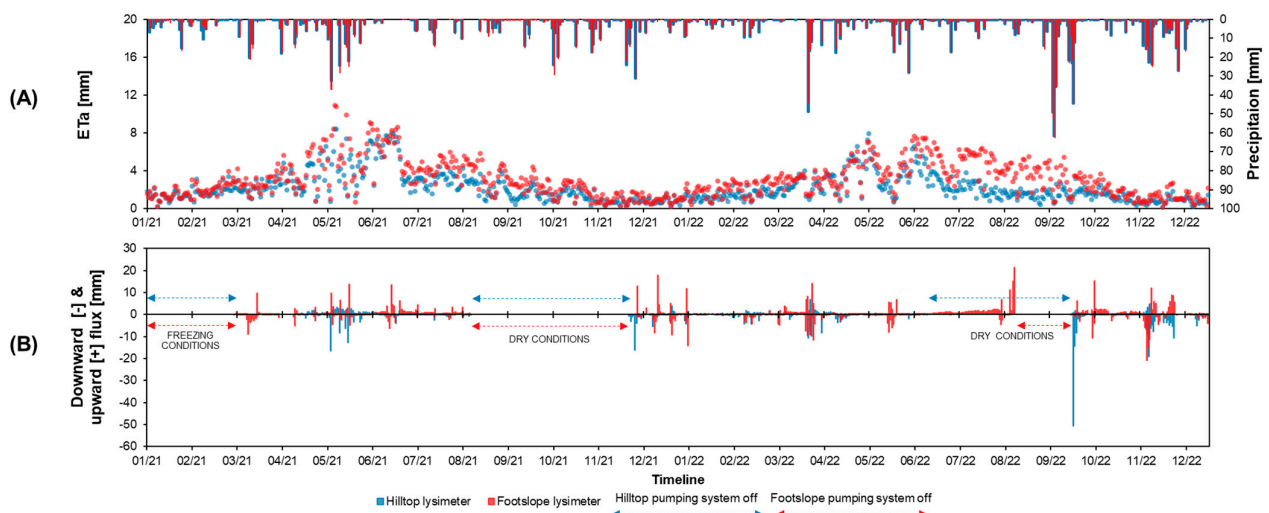 (A)
ETa [mm]
20
16
12
8
4
0
0
10
20
30
40
50
60
70
80
90
100
Precipitaion [mm]
01/21 02/21 03/21 04/21 05/21 06/21 07/21 08/21 09/21 10/21 11/21 12/21 01/22 02/22 03/22 04/22 05/22 06/22 07/22 08/22 09/22 10/22 11/22 12/22
(B)
Downward [-] &
upward [+] flux [mm]
30
20
10
0
-10
-20
-30
-40
-50
-60
FREEZING
CONDITIONS
DRY CONDITIONS
DRY CONDITIONS
01/21 02/21 03/21 04/21 05/21 06/21 07/21 08/21 09/21 10/21 11/21 12/21 01/22 02/22 03/22 04/22 05/22 06/22 07/22 08/22 09/22 10/22 11/22 12/22
Timeline
Hilltop lysimeter Footslope lysimeter Hilltop pumping system off Footslope pumping system off